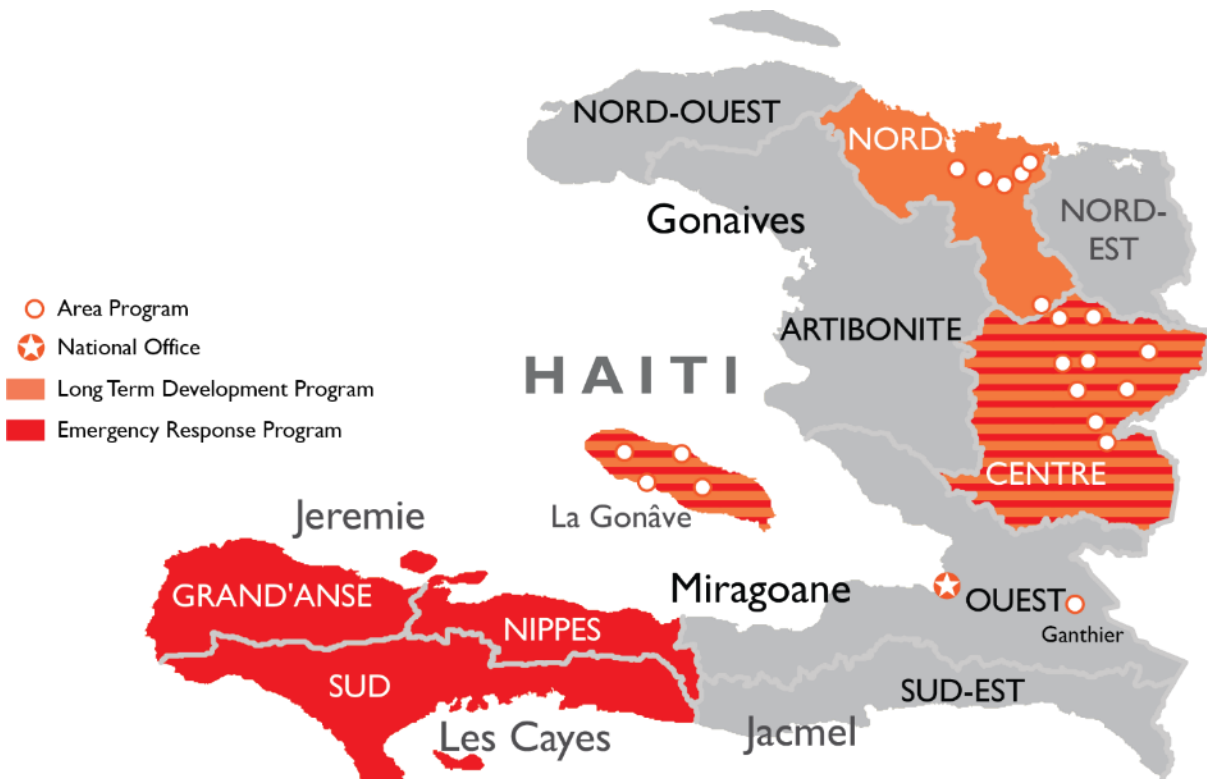 NORD-OUEST
NORD
Gonaives
NORD-
EST
Area Program
National Office
Long Term Development Program
Emergency Response Program
ARTIBONITE
HAITI
CENTRE
La Gonâve
Jeremie
GRAND'ANSE
NIPPES
SUD
Miragoane
OUEST
Ganthier
SUD-EST
Les Cayes
Jacmel